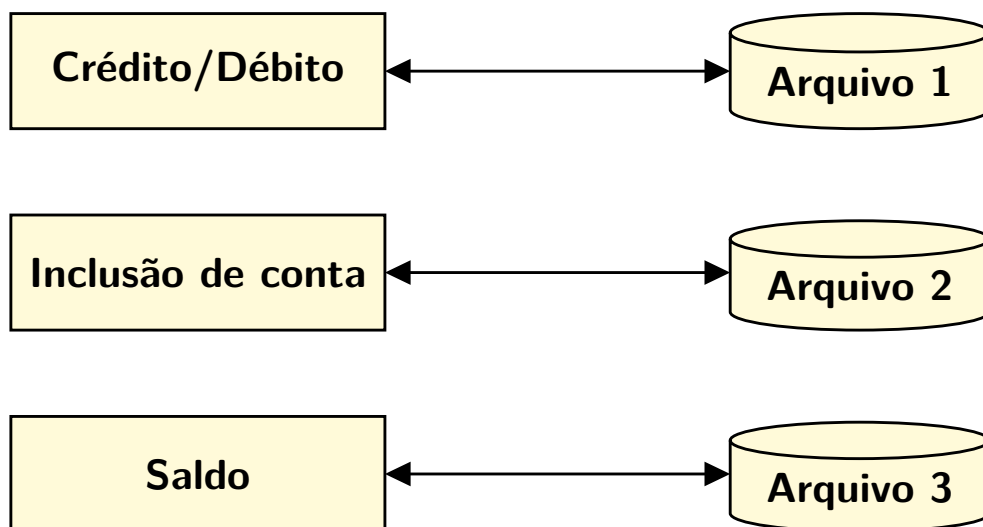 Crédito/Débito
Arquivo 1
Inclusão de conta
Arquivo 2
Saldo
Arquivo 3